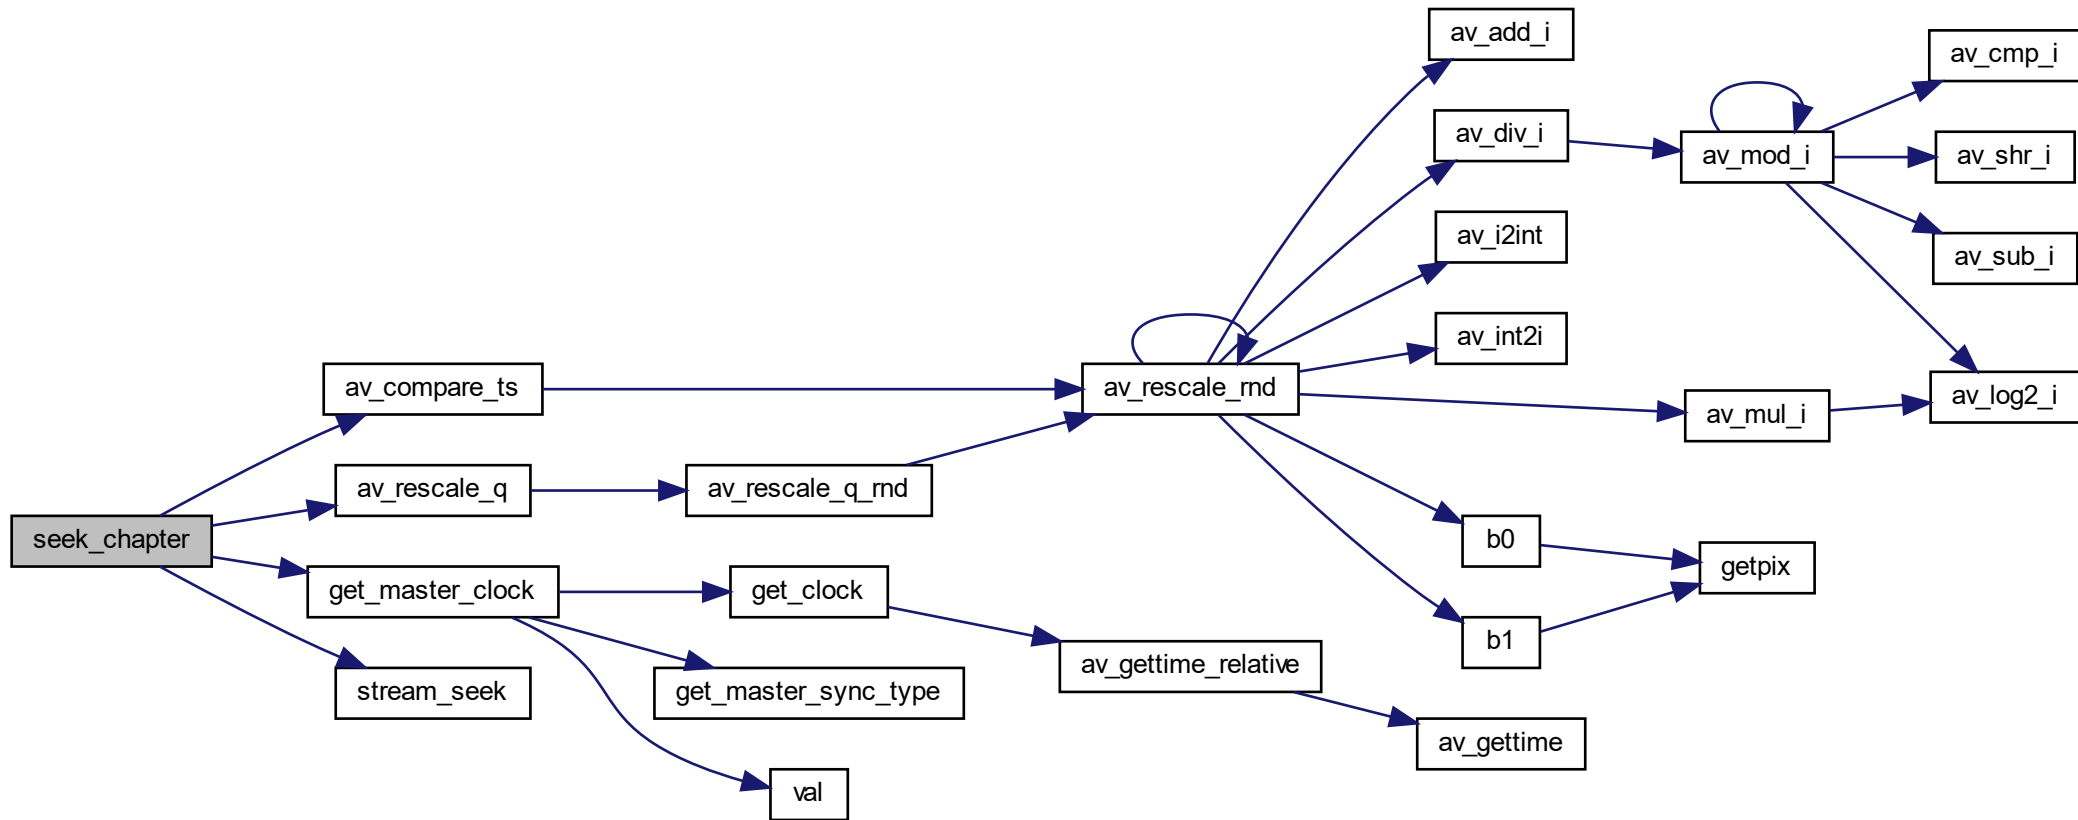 av_add_i
av_cmp_i
av_div_i
av_mod_i
av_shr_i
av_i2int
av_sub_i
av_int2i
av_compare_ts
av_rescale_rnd
av_log2_i
av_mul_i
av_rescale_q
av_rescale_q_rnd
seek_chapter
b0
getpix
get_master_clock
get_clock
b1
av_gettime_relative
stream_seek
get_master_sync_type
av_gettime
val